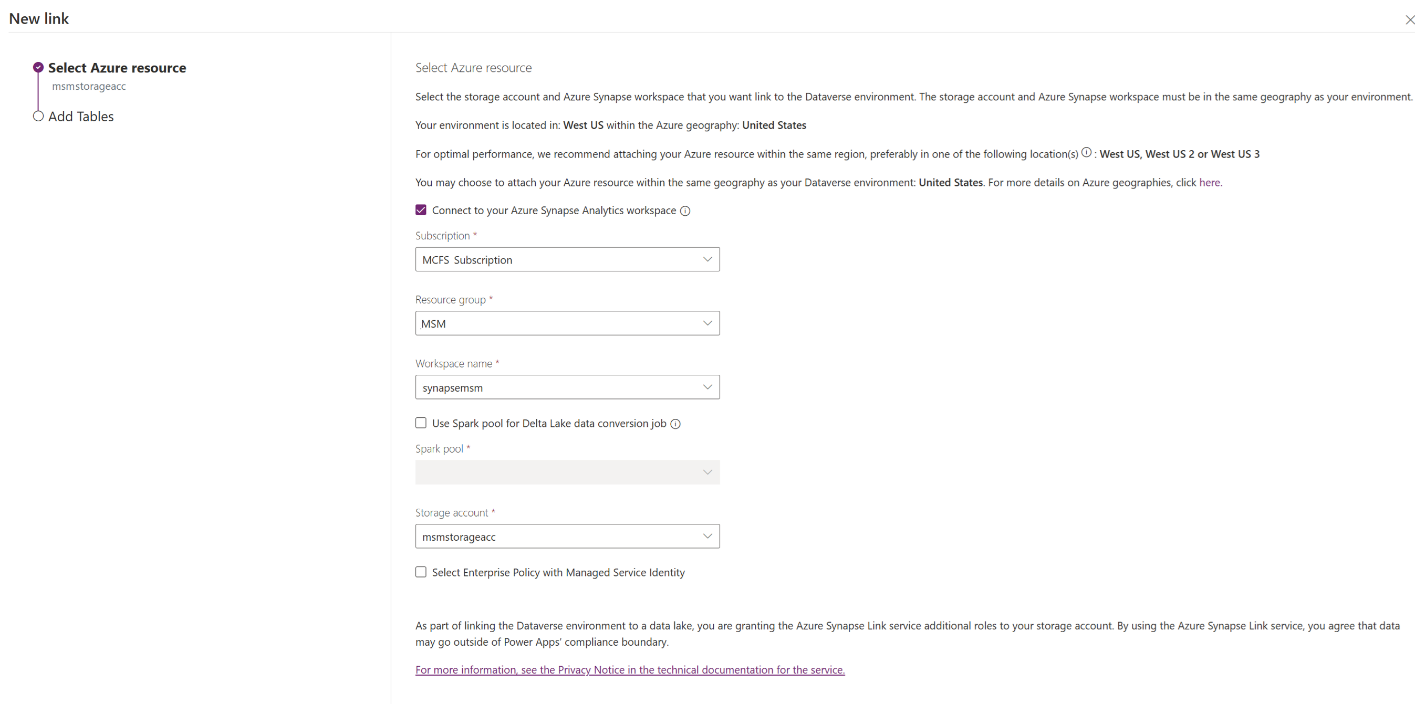 New link
Select Azure resource
msmstorageacc
Add Tables
Select Azure resource
Select the storage account and Azure Synapse workspace that you want link to the Dataverse environment. The storage account and Azure Synapse workspace must be in the same geography as your environment.
Your environment is located in: West US within the Azure geography: United States
For optimal performance, we recommend attaching your Azure resource within the same region, preferably in one of the following location(s) : West US, West US 2 or West US 3
You may choose to attach your Azure resource within the same geography as your Dataverse environment: United States. For more details on Azure geographies, click here.
Connect to your Azure Synapse Analytics workspace
Subscription *
MCFS Subscription
Resource group *
MSM
Workspace name *
synapsemsm
Use Spark pool for Delta Lake data conversion job
Spark pool *
Storage account *
msmstorageacc
Select Enterprise Policy with Managed Service Identity
As part of linking the Dataverse environment to a data lake, you are granting the Azure Synapse Link service additional roles to your storage account. By using the Azure Synapse Link service, you agree that data
may go outside of Power Apps' compliance boundary.
For more information, see the Privacy Notice in the technical documentation for the service.